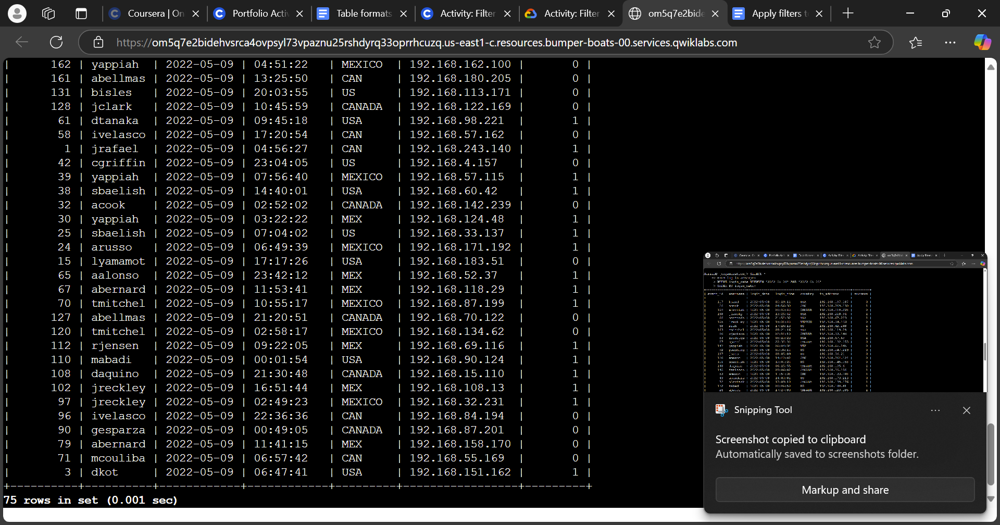 Coursera | On
Portfolio Activ
Table formats
Activity: Filter
Activity: Filter
om5q7e2bide
Apply filters t
https://om5q7e2bidehvsrca4ovpsyl73vpaznu25rshdyrq33oprrhcuzq.us-east1-c.resources.bumper-boats-00.services.qwiklabs.com
| 162 | yappiah | 2022-05-09 | 04:51:22 | MEXICO | 192.168.162.100 | 0 |
| 161 | abellmas | 2022-05-09 | 13:25:50 | CAN | 192.168.180.205 | 0 |
| 131 | bisles | 2022-05-09 | 20:03:55 | US | 192.168.113.171 | 0 |
| 128 | jclark | 2022-05-09 | 10:45:59 | CANADA | 192.168.122.169 | 0 |
| 61 | dtanaka | 2022-05-09 | 09:45:18 | USA | 192.168.98.221 | 1 |
| 58 | ivelasco | 2022-05-09 | 17:20:54 | CAN | 192.168.57.162 | 0 |
| 1 | jrafael | 2022-05-09 | 04:56:27 | CAN | 192.168.243.140 | 1 |
| 42 | cgriffin | 2022-05-09 | 23:04:05 | US | 192.168.4.157 | 0 |
| 39 | yappiah | 2022-05-09 | 07:56:40 | MEXICO | 192.168.57.115 | 1 |
| 38 | sbaelish | 2022-05-09 | 14:40:01 | USA | 192.168.60.42 | 1 |
| 32 | acook | 2022-05-09 | 02:52:02 | CANADA | 192.168.142.239 | 0 |
| 30 | yappiah | 2022-05-09 | 03:22:22 | MEX | 192.168.124.48 | 1 |
| 25 | sbaelish | 2022-05-09 | 07:04:02 | US | 192.168.33.137 | 1 |
| 24 | arusso | 2022-05-09 | 06:49:39 | MEXICO | 192.168.171.192 | 1 |
| 15 | lyamamot | 2022-05-09 | 17:17:26 | USA | 192.168.183.51 | 0 |
| 65 | aalonso | 2022-05-09 | 23:42:12 | MEX | 192.168.52.37 | 1 |
| 67 | abernard | 2022-05-09 | 11:53:41 | MEX | 192.168.118.29 | 1 |
| 70 | tmitchel | 2022-05-09 | 10:55:17 | MEXICO | 192.168.87.199 | 1 |
| 127 | abellmas | 2022-05-09 | 21:20:51 | CANADA | 192.168.70.122 | 0 |
| 120 | tmitchel | 2022-05-09 | 02:58:17 | MEXICO | 192.168.134.62 | 0 |
| 112 | rjensen | 2022-05-09 | 09:22:05 | MEX | 192.168.69.116 | 1 |
| 110 | mabadi | 2022-05-09 | 00:01:54 | USA | 192.168.90.124 | 1 |
| 108 | daquino | 2022-05-09 | 21:30:48 | CANADA | 192.168.15.110 | 1 |
| 102 | jreckley | 2022-05-09 | 16:51:44 | MEX | 192.168.108.13 | 1 |
| 97 | jreckley | 2022-05-09 | 02:49:23 | MEXICO | 192.168.32.231 | 1 |
| 96 | ivelasco | 2022-05-09 | 22:36:36 | CAN | 192.168.84.194 | 0 |
| 90 | gesparza | 2022-05-09 | 00:49:05 | CANADA | 192.168.87.201 | 0 |
| 79 | abernard | 2022-05-09 | 11:41:15 | MEX | 192.168.158.170 | 0 |
| 71 | mcouliba | 2022-05-09 | 06:57:42 | CAN | 192.168.55.169 | 0 |
| 3 | dkot | 2022-05-09 | 06:47:41 | USA | 192.168.151.162 | 1 |
75 rows in set (0.001 sec)
Snipping Tool
Screenshot copied to clipboard
Automatically saved to screenshots folder.
Markup and share